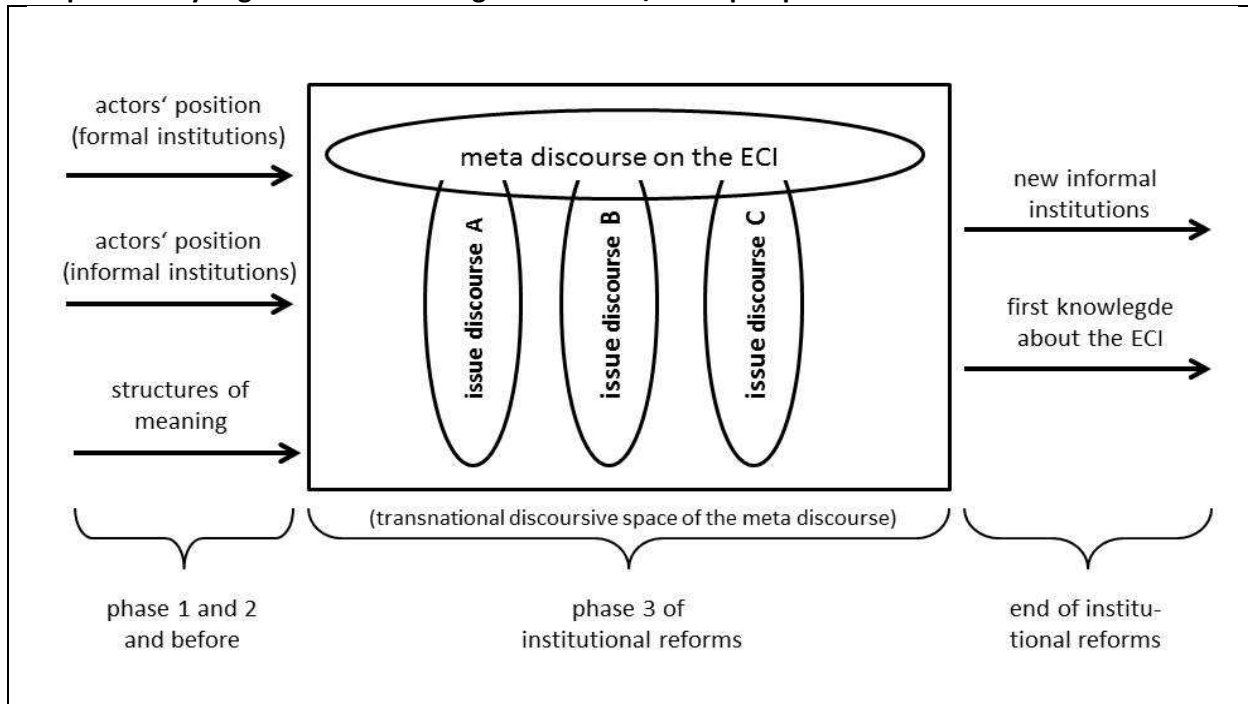 actors‘ position
(formal institutions)
actors‘ position
(informal institutions)
structures of
meaning
meta discourse on the ECI
issue discourse A
issue discourse B
issue discourse C
new informal
institutions
first knowlegde
about the ECI
(transnational discoursive space of the meta discourse)
phase 1 and 2
and before
phase 3 of
institutional reforms
end of institu-
tional reforms